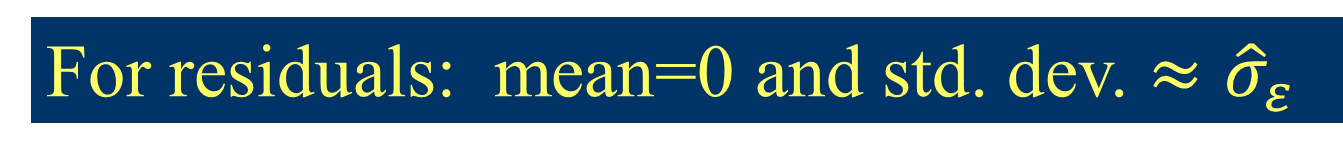 For residuals: mean=0 and std. dev. ≈ σ̂ε